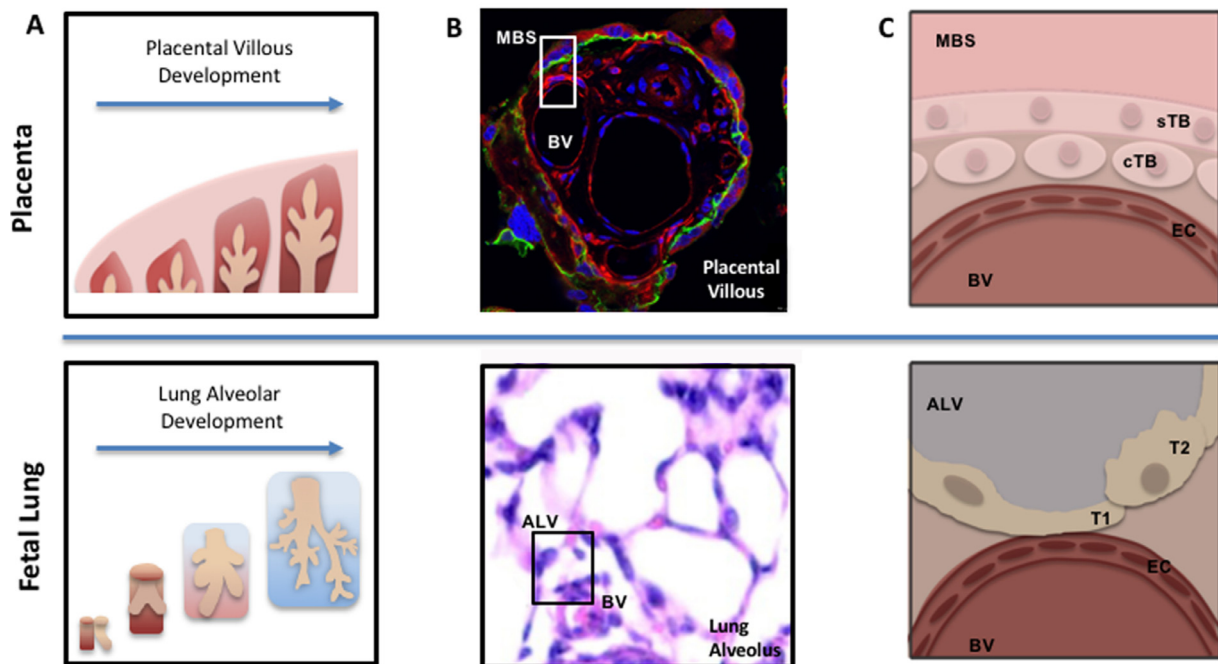 A
Placental Villous
Development
Placenta
B
MBS
BV
Placental
Villous
C
MBS
sTB
cTB
EC
BV
Lung Alveolar
Development
Fetal Lung
ALV
BV
Lung
Alveolus
ALV
T2
T1
EC
BV